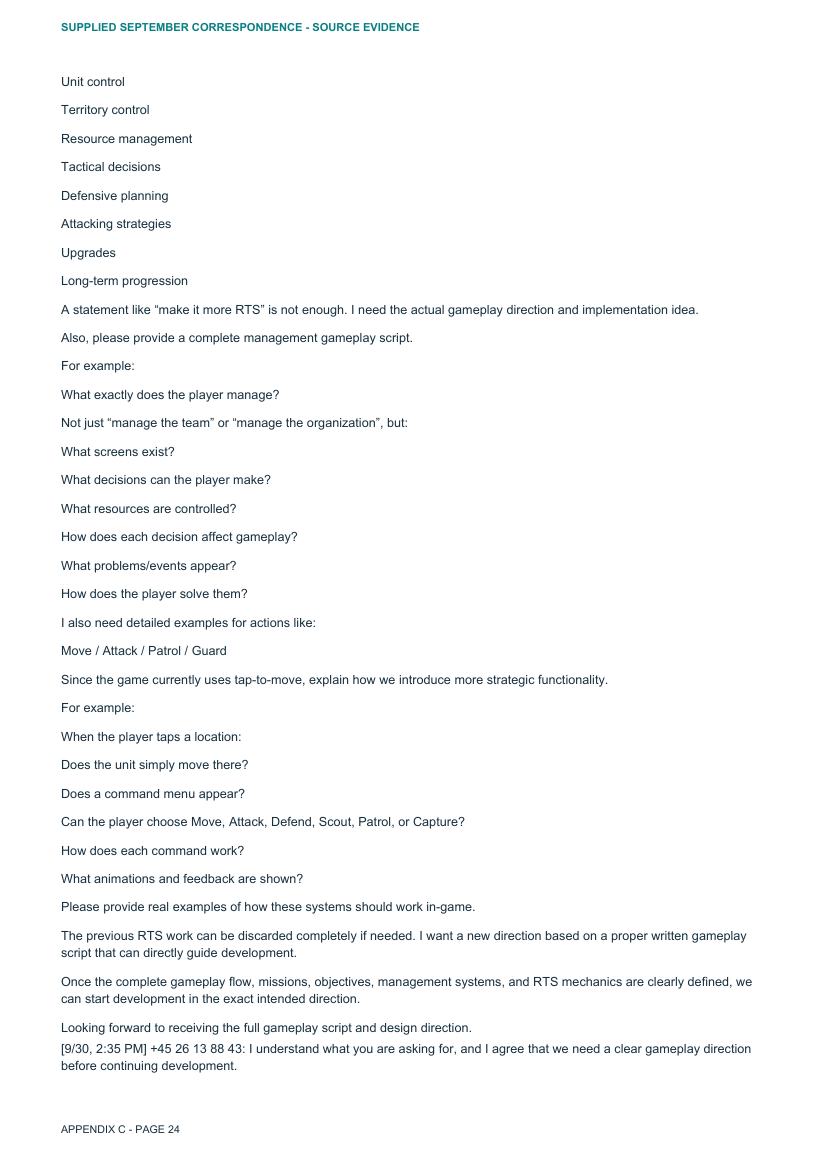 SUPPLIED SEPTEMBER CORRESPONDENCE - SOURCE EVIDENCE
Unit control
Territory control
Resource management
Tactical decisions
Defensive planning
Attacking strategies
Upgrades
Long-term progression
A statement like “make it more RTS” is not enough. I need the actual gameplay direction and implementation idea.
Also, please provide a complete management gameplay script.
For example:
What exactly does the player manage?
Not just “manage the team” or “manage the organization”, but:
What screens exist?
What decisions can the player make?
What resources are controlled?
How does each decision affect gameplay?
What problems/events appear?
How does the player solve them?
I also need detailed examples for actions like:
Move / Attack / Patrol / Guard
Since the game currently uses tap-to-move, explain how we introduce more strategic functionality.
For example:
When the player taps a location:
Does the unit simply move there?
Does a command menu appear?
Can the player choose Move, Attack, Defend, Scout, Patrol, or Capture?
How does each command work?
What animations and feedback are shown?
Please provide real examples of how these systems should work in-game.
The previous RTS work can be discarded completely if needed. I want a new direction based on a proper written gameplay
script that can directly guide development.
Once the complete gameplay flow, missions, objectives, management systems, and RTS mechanics are clearly defined, we
can start development in the exact intended direction.
Looking forward to receiving the full gameplay script and design direction.
[9/30, 2:35 PM] +45 26 13 88 43: I understand what you are asking for, and I agree that we need a clear gameplay direction
before continuing development.
APPENDIX C - PAGE 24